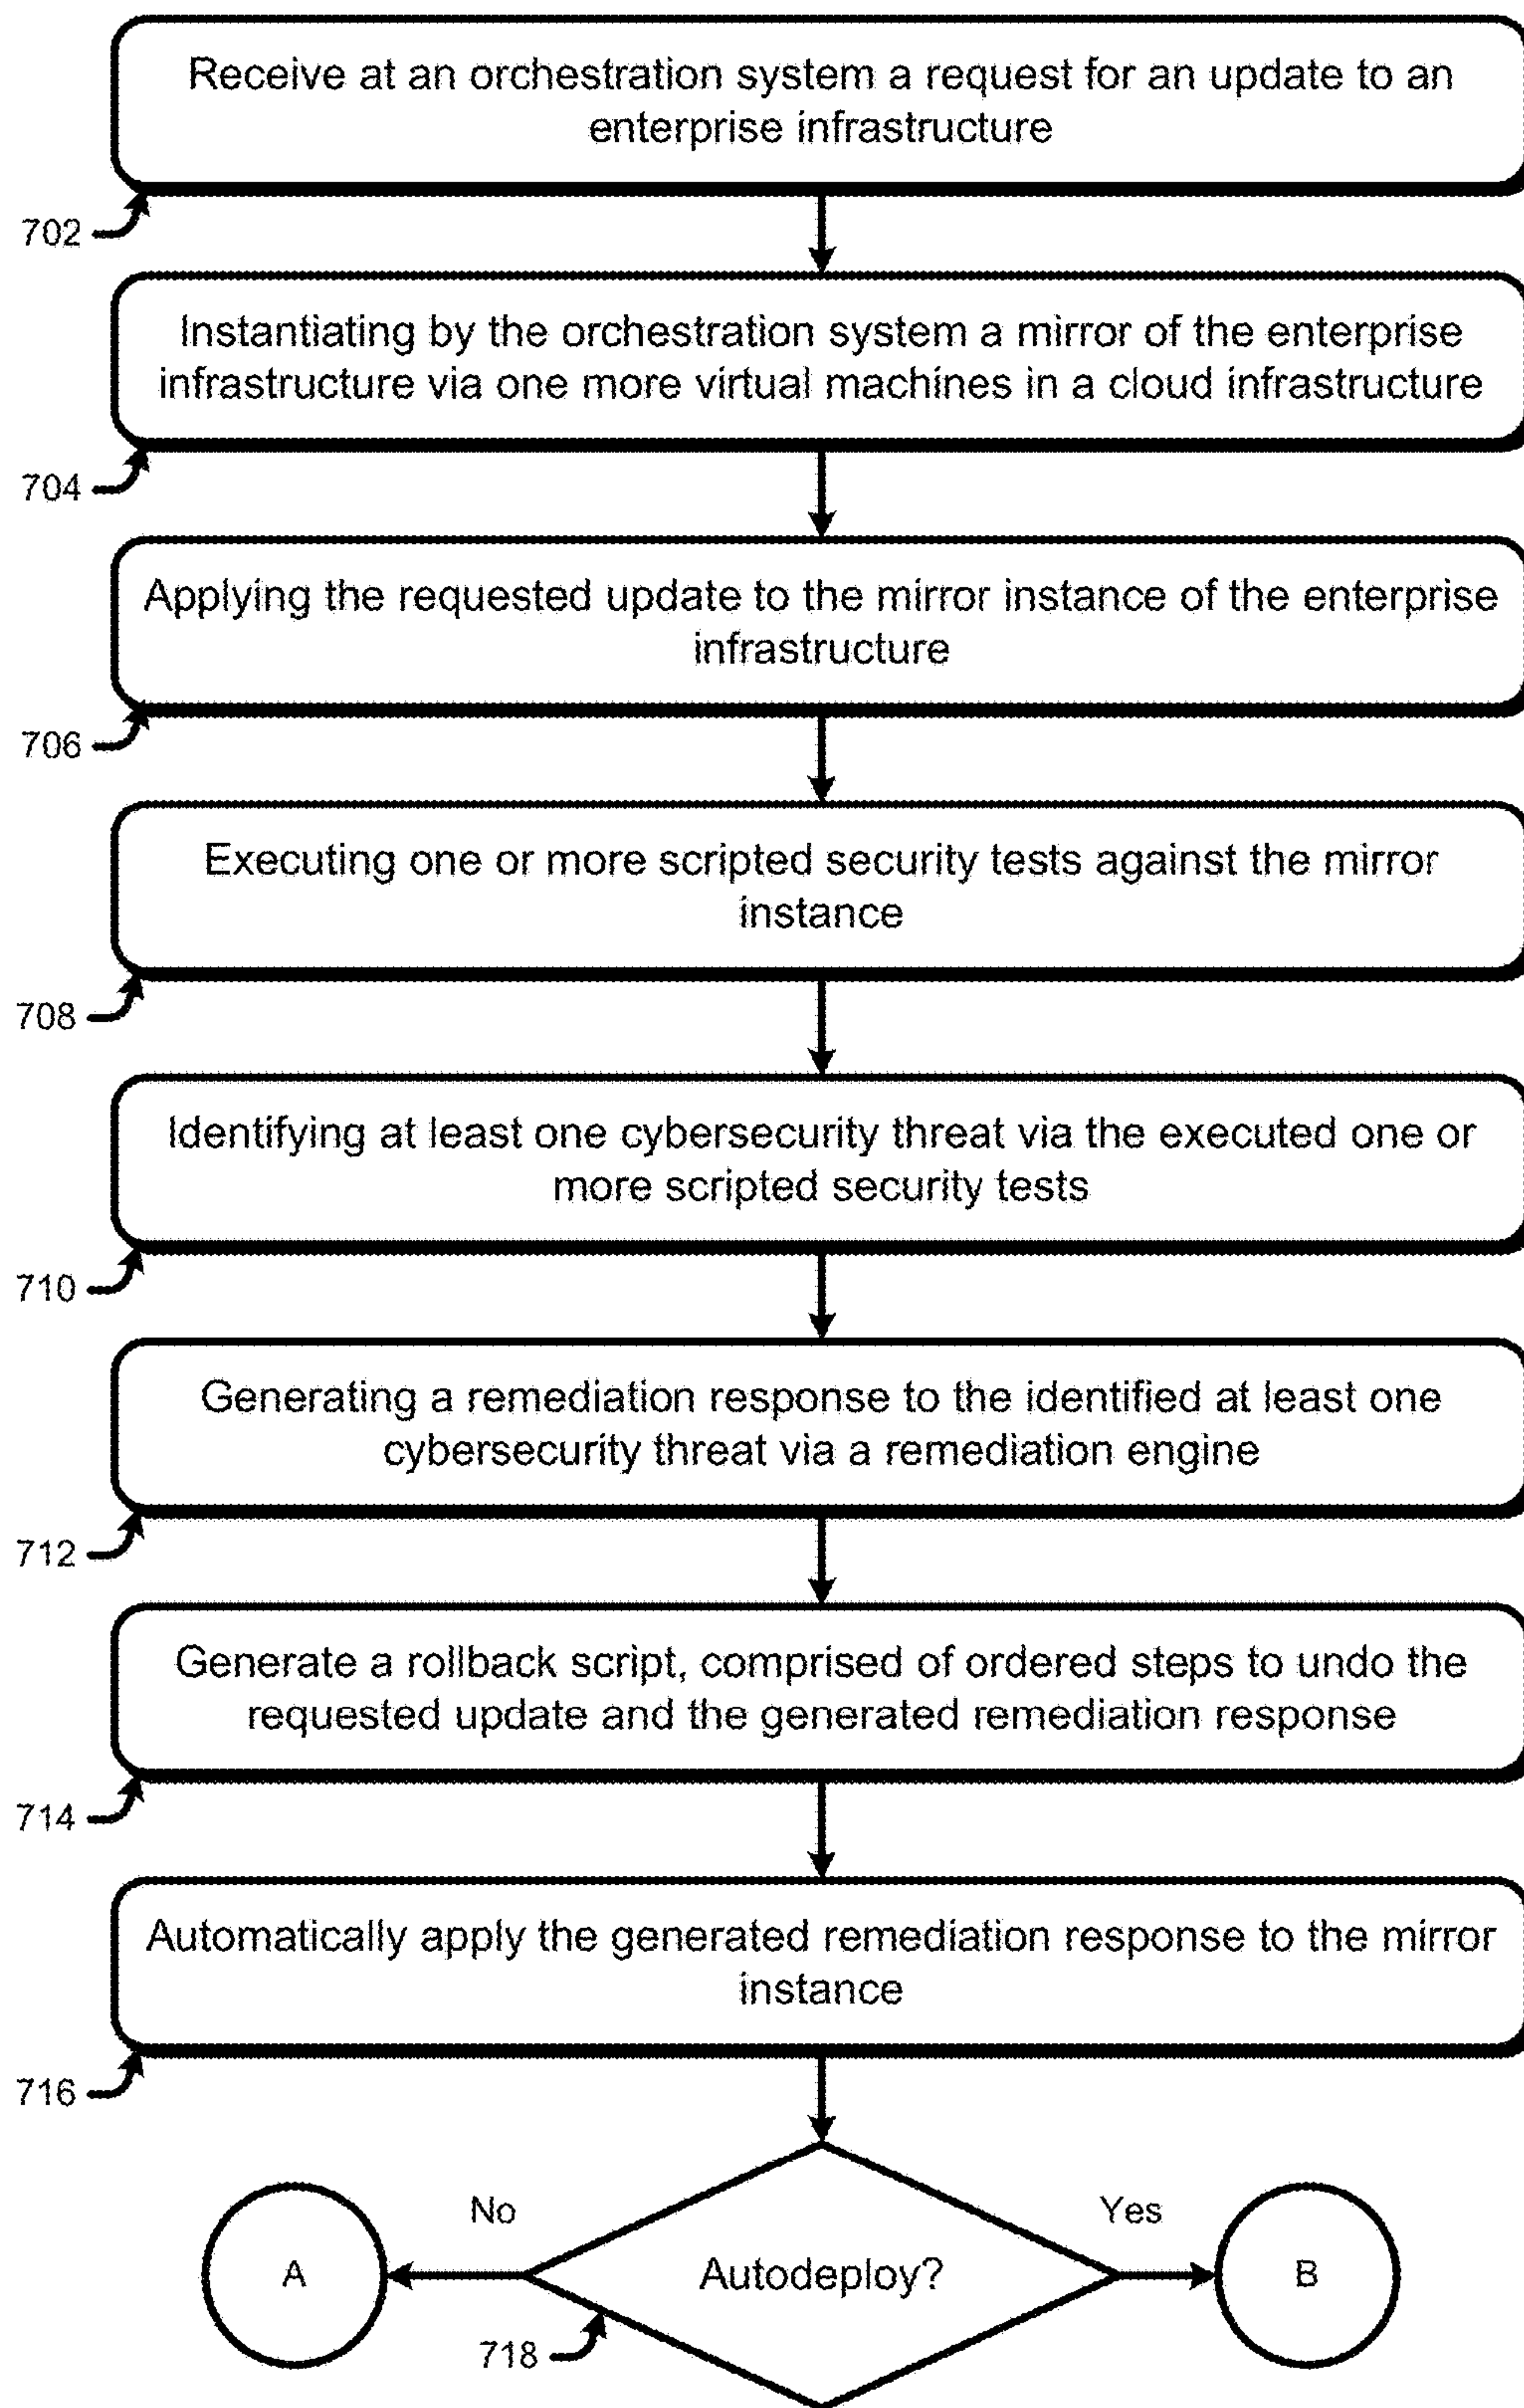 Receive at an orchestration system a request for an update to an
enterprise infrastructure
702
Instantiating by the orchestration system a mirror of the enterprise
infrastructure via one more virtual machines in a cloud infrastructure
704
Applying the requested update to the mirror instance of the enterprise
infrastructure
706
Executing one or more scripted security tests against the mirror
instance
708
Identifying at least one cybersecurity threat via the executed one or
more scripted security tests
710
Generating a remediation response to the identified at least one
cybersecurity threat via a remediation engine
712
Generate a rollback script, comprised of ordered steps to undo the
requested update and the generated remediation response
714
Automatically apply the generated remediation response to the mirror
instance
716
No
Yes
A
Autodeploy?
B
718